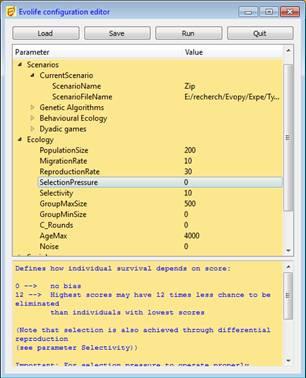 Evolife configuration editor
Load Save Run Quit
Parameter Value
Scenarios
CurrentScenario
ScenarioName Zip
ScenarioFileName E:/recherch/Evopy/Expe/Ty...
Genetic Algorithms
Behavioural Ecology
Dyadic games
Ecology
PopulationSize 200
MigrationRate 10
ReproductionRate 30
SelectionPressure 0
Selectivity 10
GroupMaxSize 500
GroupMinSize 0
C_Rounds 0
AgeMax 4000
Noise 0
Defines how individual survival depends on score:
0 --> no bias
12 --> Highest scores may have 12 times less chance to be
eliminated
than individuals with lowest scores
(Note that selection is also achieved through differential
reproduction
(see parameter Selectivity))
Important: For selection pressure to operate properly